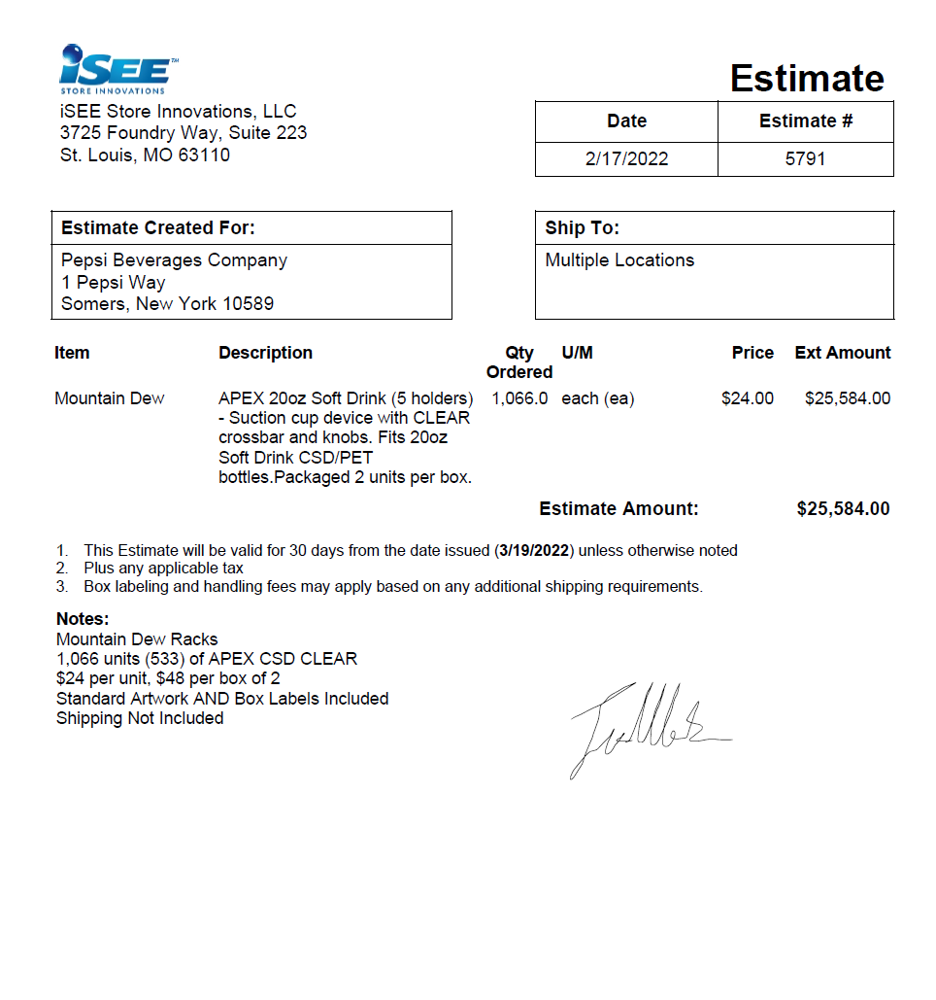 iSEE™
STORE INNOVATIONS
iSEE Store Innovations, LLC
3725 Foundry Way, Suite 223
St. Louis, MO 63110
Estimate
Date Estimate #
2/17/2022 5791
Estimate Created For:
Pepsi Beverages Company
1 Pepsi Way
Somers, New York 10589
Ship To:
Multiple Locations
Item Description Qty Ordered U/M Price Ext Amount
Mountain Dew APEX 20oz Soft Drink (5 holders) 1,066.0 each (ea) $24.00 $25,584.00
- Suction cup device with CLEAR
crossbar and knobs. Fits 20oz
Soft Drink CSD/PET
bottles.Packaged 2 units per box.
Estimate Amount: $25,584.00
1. This Estimate will be valid for 30 days from the date issued (3/19/2022) unless otherwise noted
2. Plus any applicable tax
3. Box labeling and handling fees may apply based on any additional shipping requirements.
Notes:
Mountain Dew Racks
1,066 units (533) of APEX CSD CLEAR
$24 per unit, $48 per box of 2
Standard Artwork AND Box Labels Included
Shipping Not Included